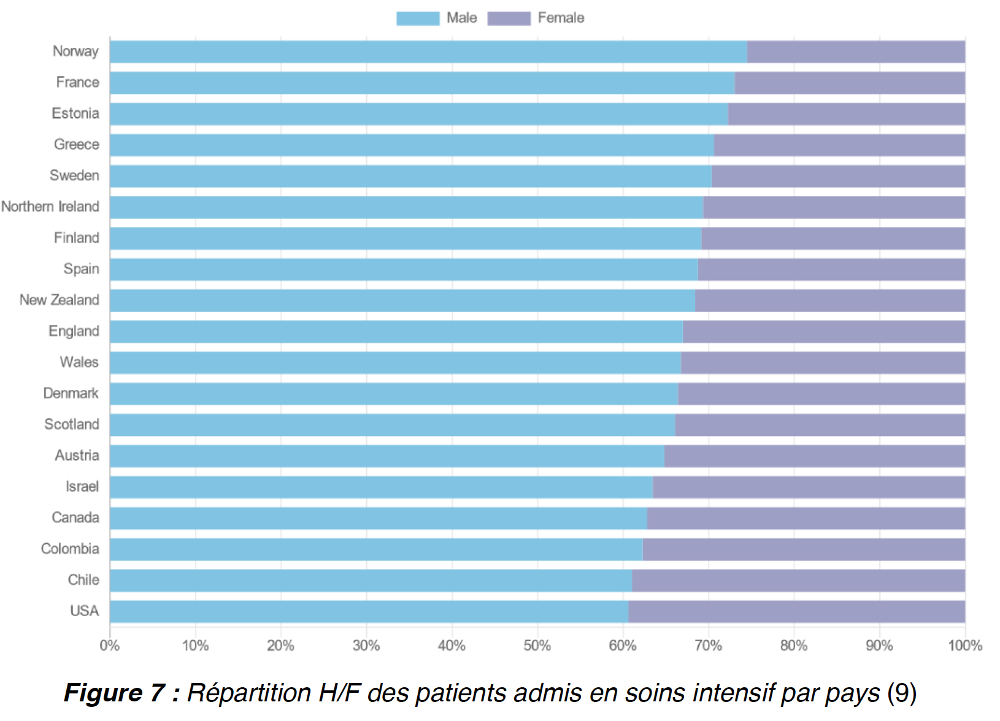 Male Female
Norway
France
Estonia
Greece
Sweden
Northern Ireland
Finland
Spain
New Zealand
England
Wales
Denmark
Scotland
Austria
Israel
Canada
Colombia
Chile
USA
0% 10% 20% 30% 40% 50% 60% 70% 80% 90% 100%
Figure 7 : Répartition H/F des patients admis en soins intensif par pays (9)